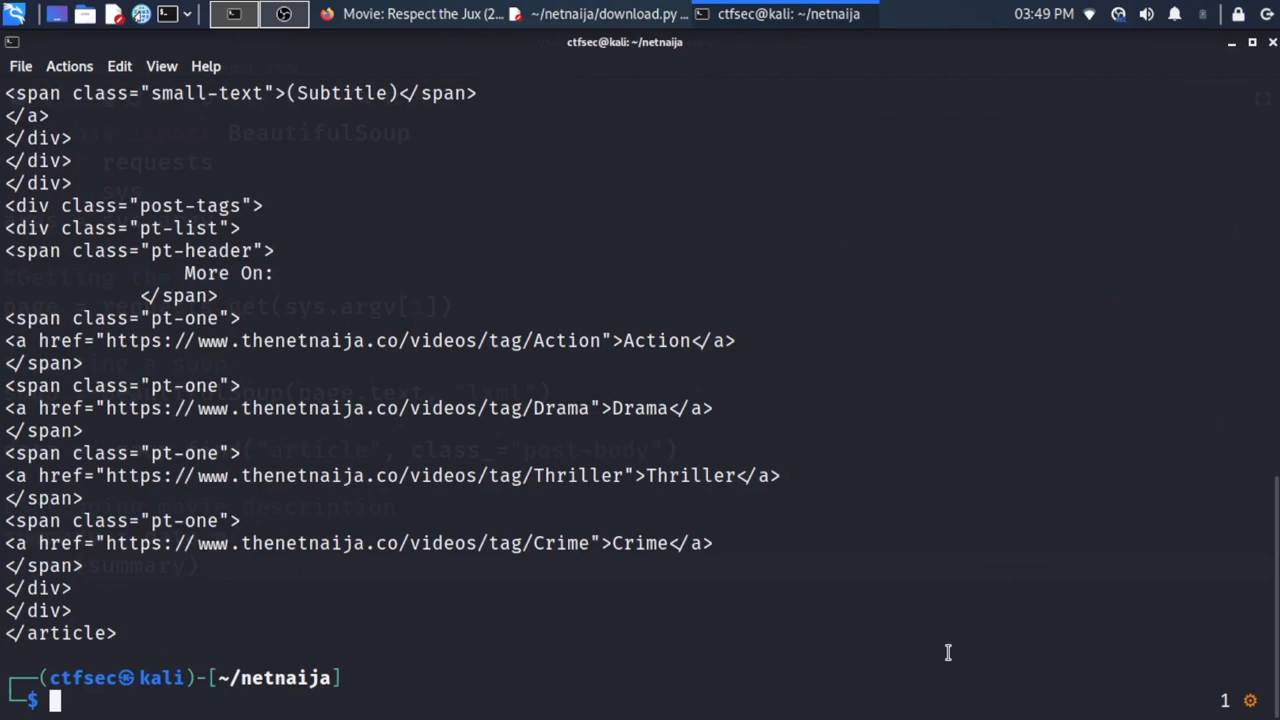 Movie: Respect the Jux (2...
~/netnaija/download.py ...
ctfsec@kali: ~/netnaija
03:49 PM
ctfsec@kali: ~/netnaija
File Actions Edit View Help
<span class="small-text">(Subtitle)</span>
</a>
</div>
</div>
</div>
<div class="post-tags">
<div class="pt-list">
<span class="pt-header">
More On:
</span>
<span class="pt-one">
<a href="https://www.thenetnaija.co/videos/tag/Action">Action</a>
</span>
<span class="pt-one">
<a href="https://www.thenetnaija.co/videos/tag/Drama">Drama</a>
</span>
<span class="pt-one">
<a href="https://www.thenetnaija.co/videos/tag/Thriller">Thriller</a>
</span>
<span class="pt-one">
<a href="https://www.thenetnaija.co/videos/tag/Crime">Crime</a>
</span>
</div>
</div>
</article>
┌──(ctfsec㉿kali)-[~/netnaija]
└─$
1